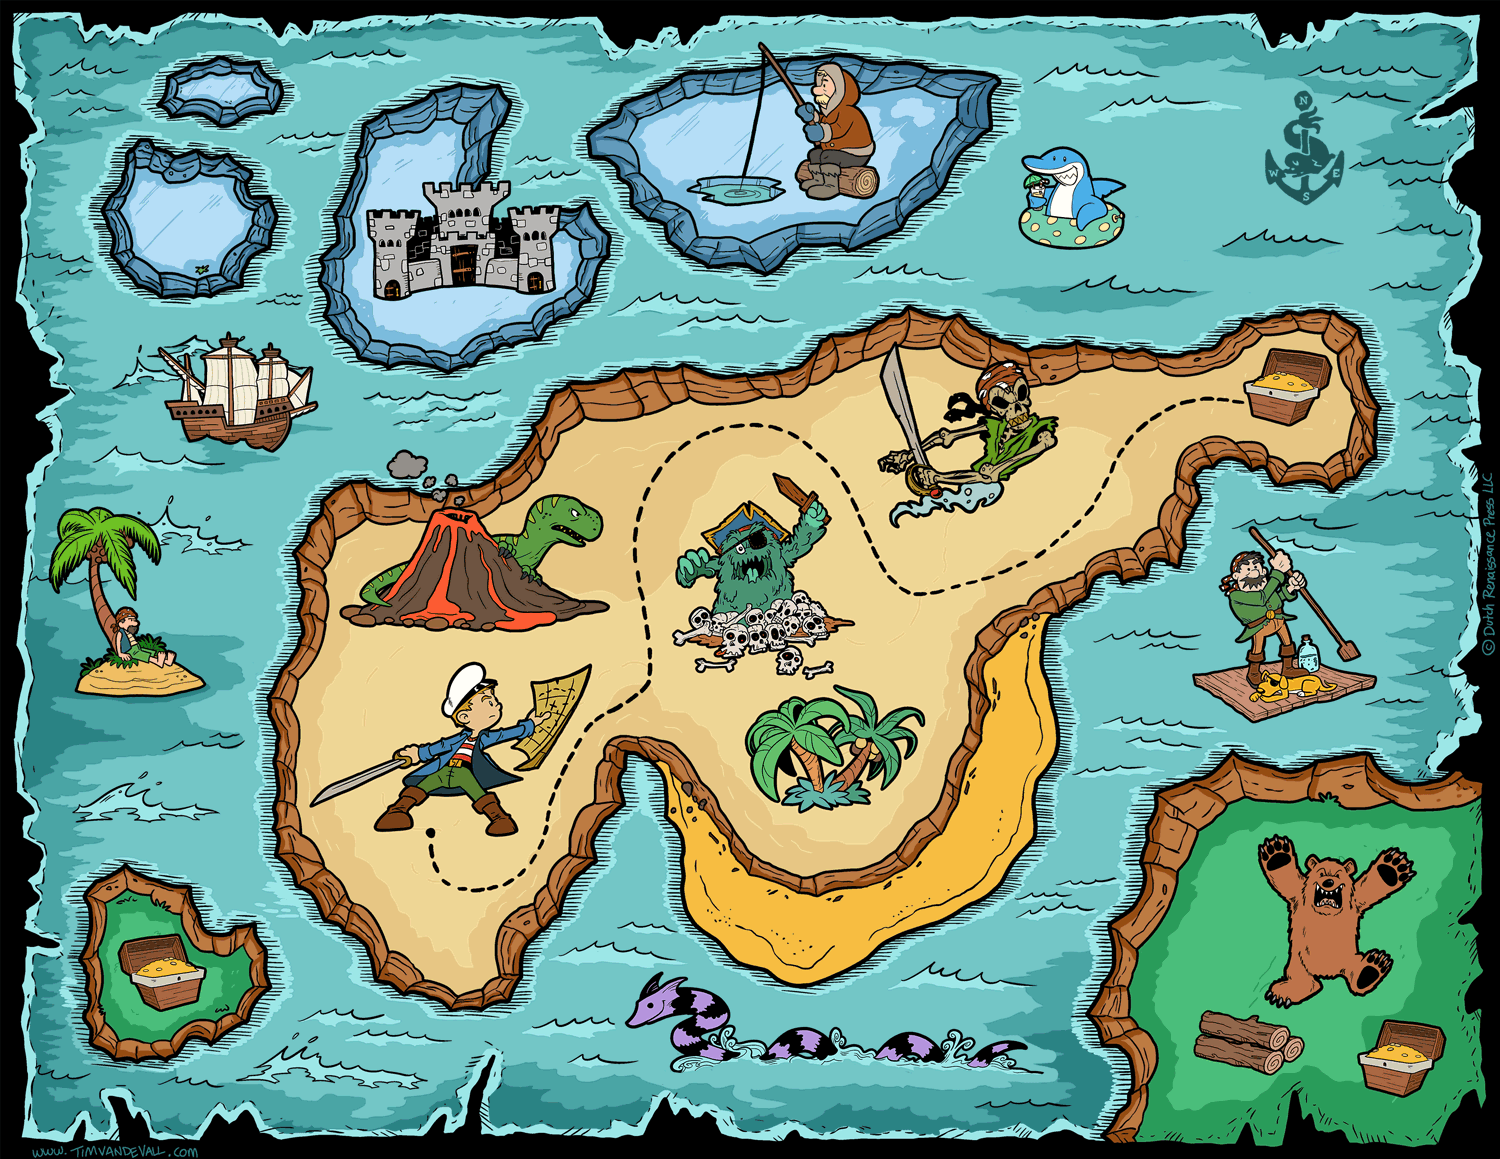 N
W E
S
© Dutch Renaissance Press LLC
www.TIMVANDEVALL.com